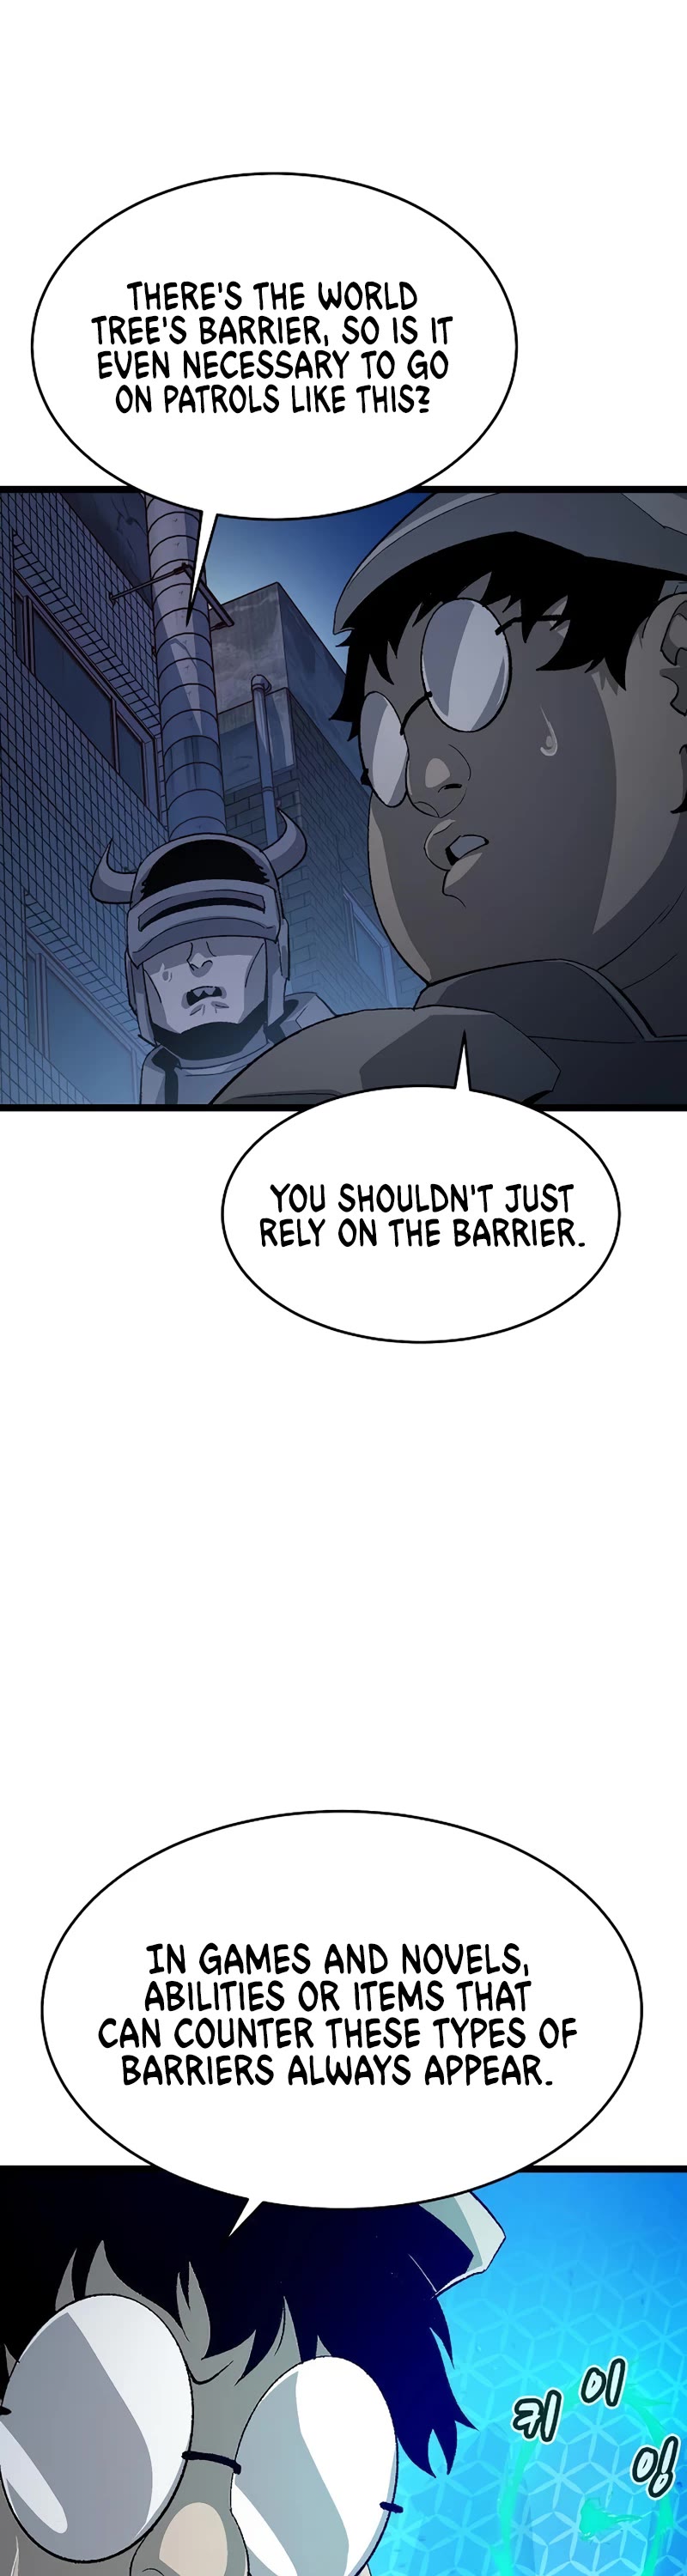 THERE'S THE WORLD
TREE'S BARRIER, SO IS IT
EVEN NECESSARY TO GO
ON PATROLS LIKE THIS?
YOU SHOULDN'T JUST
RELY ON THE BARRIER.
IN GAMES AND NOVELS,
ABILITIES OR ITEMS THAT
CAN COUNTER THESE TYPES OF
BARRIERS ALWAYS APPEAR.
키이
잉